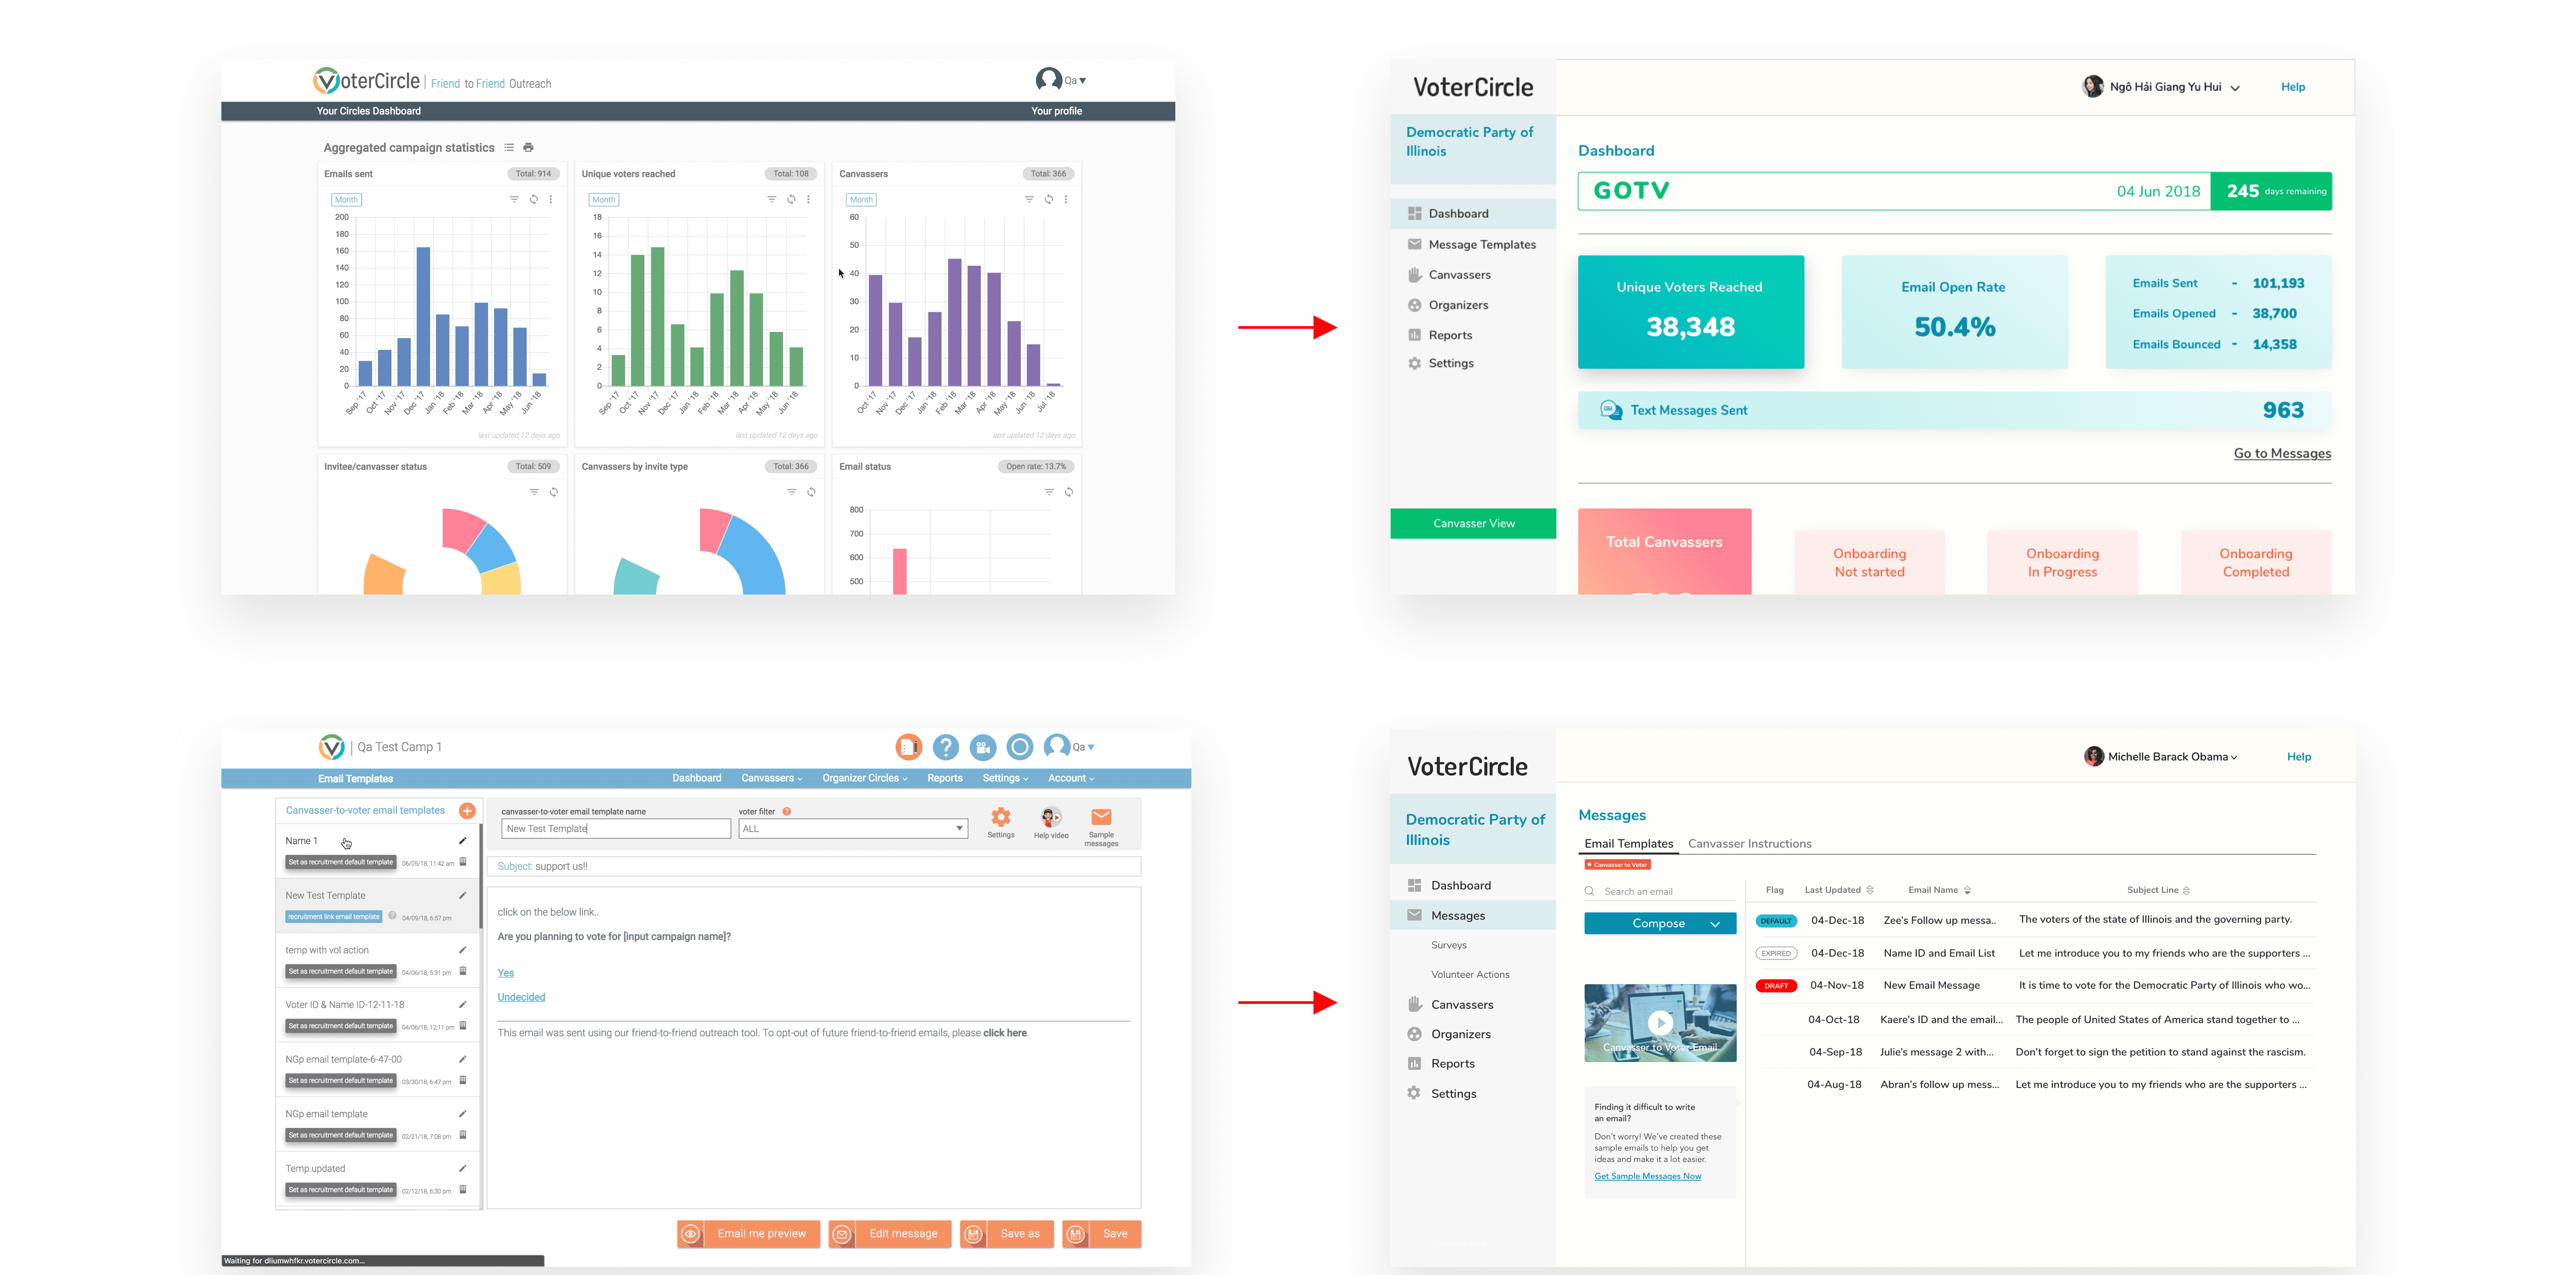 VoterCircle | Friend to Friend Outreach
Qa
Your Circles Dashboard
Your profile
Aggregated campaign statistics
Emails sent
Total: 914
Month
200
180
160
140
120
100
80
60
40
20
0
Sep '17
Oct '17
Nov '17
Dec '17
Jan '18
Feb '18
Mar '18
Apr '18
May '18
Jun '18
last updated 12 days ago
Unique voters reached
Total: 108
Month
18
16
14
12
10
8
6
4
2
0
Sep '17
Oct '17
Nov '17
Dec '17
Jan '18
Feb '18
Mar '18
Apr '18
May '18
Jun '18
last updated 12 days ago
Canvassers
Total: 366
Month
60
50
40
30
20
10
0
Oct '17
Nov '17
Dec '17
Jan '18
Feb '18
Mar '18
Apr '18
May '18
Jun '18
Jul '18
last updated 12 days ago
Invitee/canvasser status
Total: 509
Canvassers by invite type
Total: 366
Email status
Open rate: 13.7%
800
700
600
500
VoterCircle
Democratic Party of
Illinois
Dashboard
Message Templates
Canvassers
Organizers
Reports
Settings
Canvasser View
Ngô Hải Giang Yu Hui
Help
Dashboard
GOTV
04 Jun 2018
245 days remaining
Unique Voters Reached
38,348
Email Open Rate
50.4%
Emails Sent - 101,193
Emails Opened - 38,700
Emails Bounced - 14,358
Text Messages Sent
963
Go to Messages
Total Canvassers
Onboarding
Not started
Onboarding
In Progress
Onboarding
Completed
Qa Test Camp 1
Qa
Email Templates
Dashboard
Canvassers
Organizer Circles
Reports
Settings
Account
Canvasser-to-voter email templates
Name 1
Set as recruitment default template
06/05/18, 11:42 am
New Test Template
recruitment link email template
04/09/18, 6:57 pm
temp with vol action
Set as recruitment default template
04/06/18, 5:31 pm
Voter ID & Name ID-12-11-18
Set as recruitment default template
04/06/18, 12:11 pm
NGp email template-6-47-00
Set as recruitment default template
03/30/18, 6:47 pm
NGp email template
Set as recruitment default template
02/21/18, 7:08 pm
Temp.updated
Set as recruitment default template
02/12/18, 6:30 pm
canvasser-to-voter email template name
New Test Template
voter filter
ALL
Settings
Help video
Sample
messages
Subject: support us!!
click on the below link..
Are you planning to vote for [input campaign name]?
Yes
Undecided
This email was sent using our friend-to-friend outreach tool. To opt-out of future friend-to-friend emails, please click here.
Email me preview
Edit message
Save as
Save
Waiting for dliumwhfkr.votercircle.com...
VoterCircle
Democratic Party of
Illinois
Dashboard
Messages
Surveys
Volunteer Actions
Canvassers
Organizers
Reports
Settings
Michelle Barack Obama
Help
Messages
Email Templates
Canvasser Instructions
Canvasser to Voter
Search an email
Compose
Canvasser to Voter Email
Finding it difficult to write
an email?
Don't worry! We've created these
sample emails to help you get
ideas and make it a lot easier.
Get Sample Messages Now
Flag
Last Updated
Email Name
Subject Line
DEFAULT 04-Dec-18 Zee's Follow up messa.. The voters of the state of Illinois and the governing party.
EXPIRED 04-Dec-18 Name ID and Email List Let me introduce you to my friends who are the supporters ...
DRAFT 04-Nov-18 New Email Message It is time to vote for the Democratic Party of Illinois who wo...
04-Oct-18 Kaere's ID and the email... The people of United States of America stand together to ...
04-Sep-18 Julie's message 2 with... Don't forget to sign the petition to stand against the rascism.
04-Aug-18 Abran's follow up mess... Let me introduce you to my friends who are the supporters ...